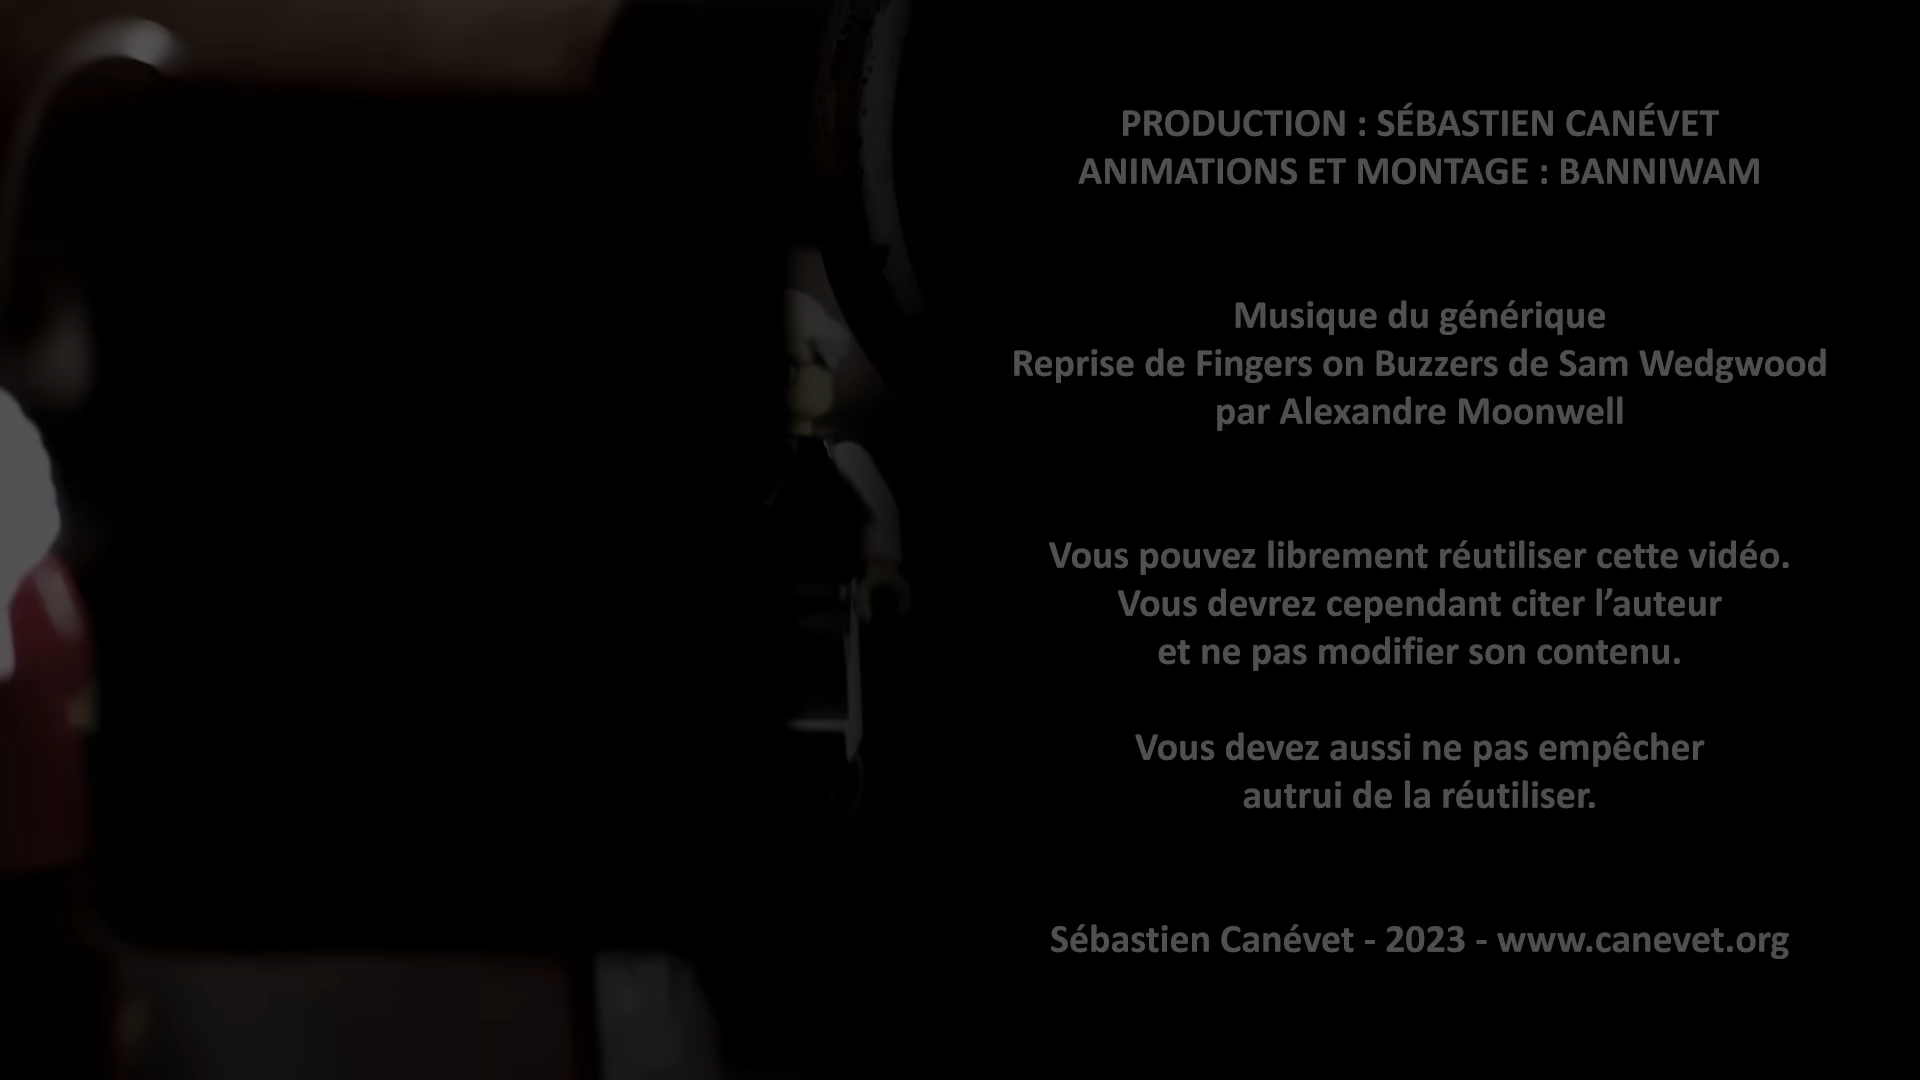 PRODUCTION : SÉBASTIEN CANÉVET
ANIMATIONS ET MONTAGE : BANNIWAM
Musique du générique
Reprise de Fingers on Buzzers de Sam Wedgwood
par Alexandre Moonwell
Vous pouvez librement réutiliser cette vidéo.
Vous devrez cependant citer l’auteur
et ne pas modifier son contenu.
Vous devez aussi ne pas empêcher
autrui de la réutiliser.
Sébastien Canévet - 2023 - www.canevet.org